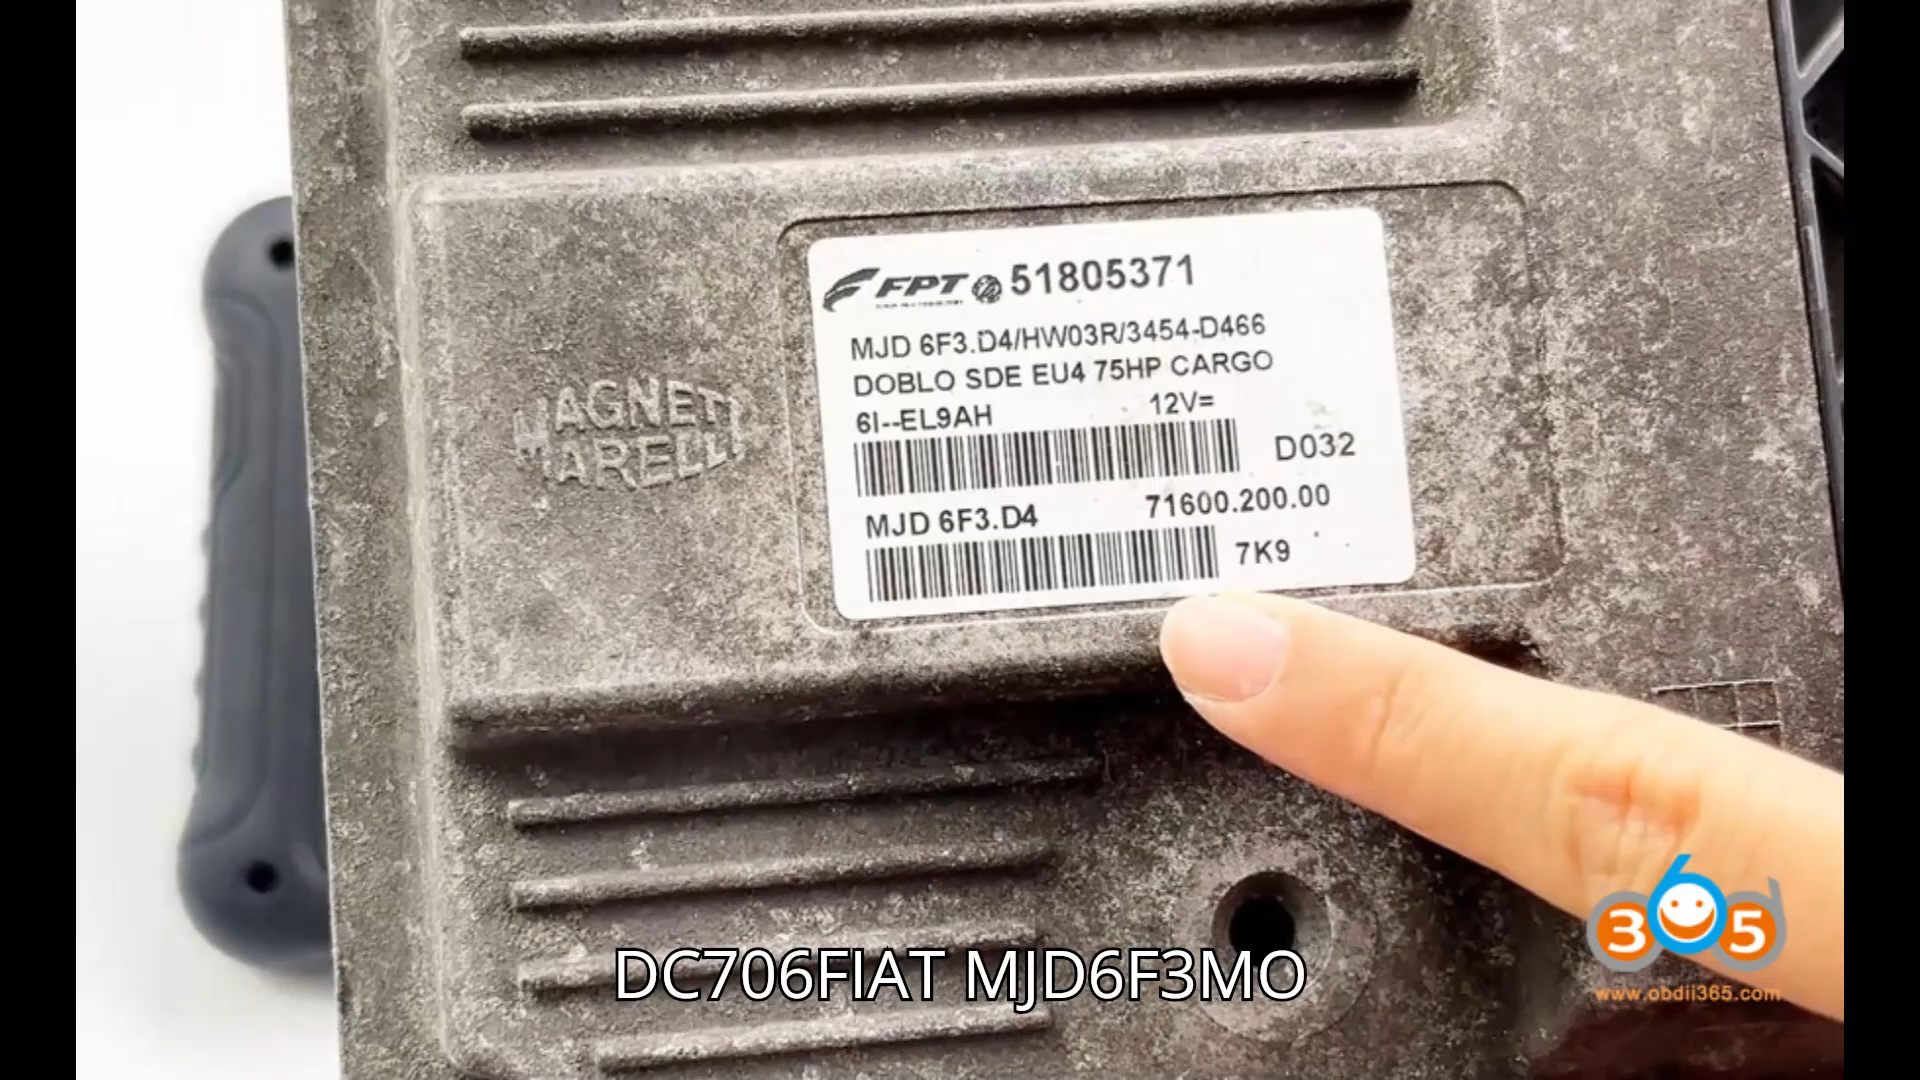 FPT 51805371
MJD 6F3.D4/HW03R/3454-D466
DOBLO SDE EU4 75HP CARGO
6I--EL9AH 12V=
D032
MJD 6F3.D4 71600.200.00
7K9
MAGNETI
MARELLI
DC706FIAT MJD6F3MO
365
www.obdii365.com